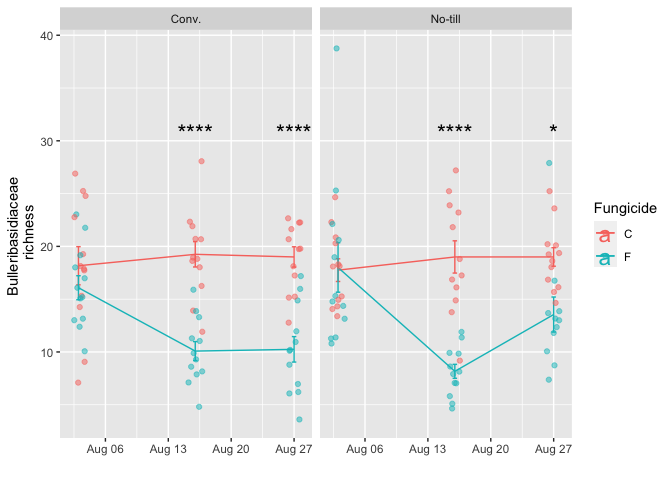 Conv.
No-till
40
30
20
10
Bulleribasidiaceae
richness
**** ****
**** *
Aug 06 Aug 13 Aug 20 Aug 27
Aug 06 Aug 13 Aug 20 Aug 27
Fungicide
a C
a F